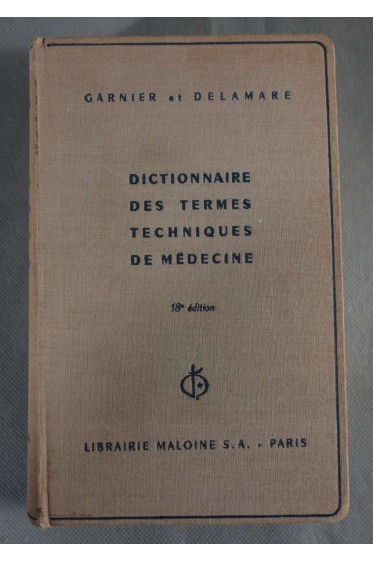 GARNIER et DELAMARE
DICTIONNAIRE
DES TERMES
TECHNIQUES
DE MÉDECINE
18e édition
LIBRAIRIE MALOINE S.A. - PARIS